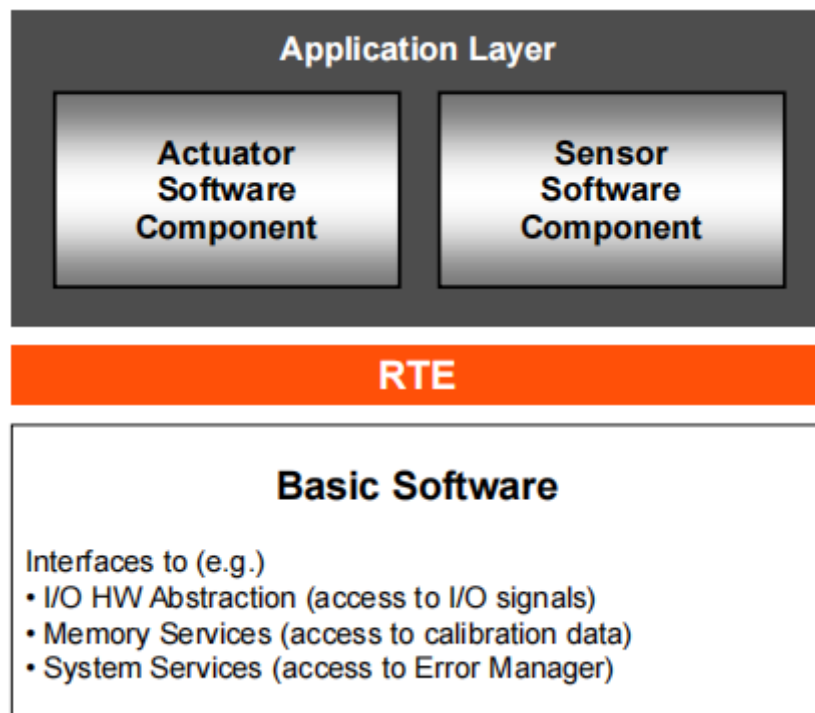 Application Layer
Actuator
Software
Component
Sensor
Software
Component
RTE
Basic Software
Interfaces to (e.g.)
• I/O HW Abstraction (access to I/O signals)
• Memory Services (access to calibration data)
• System Services (access to Error Manager)